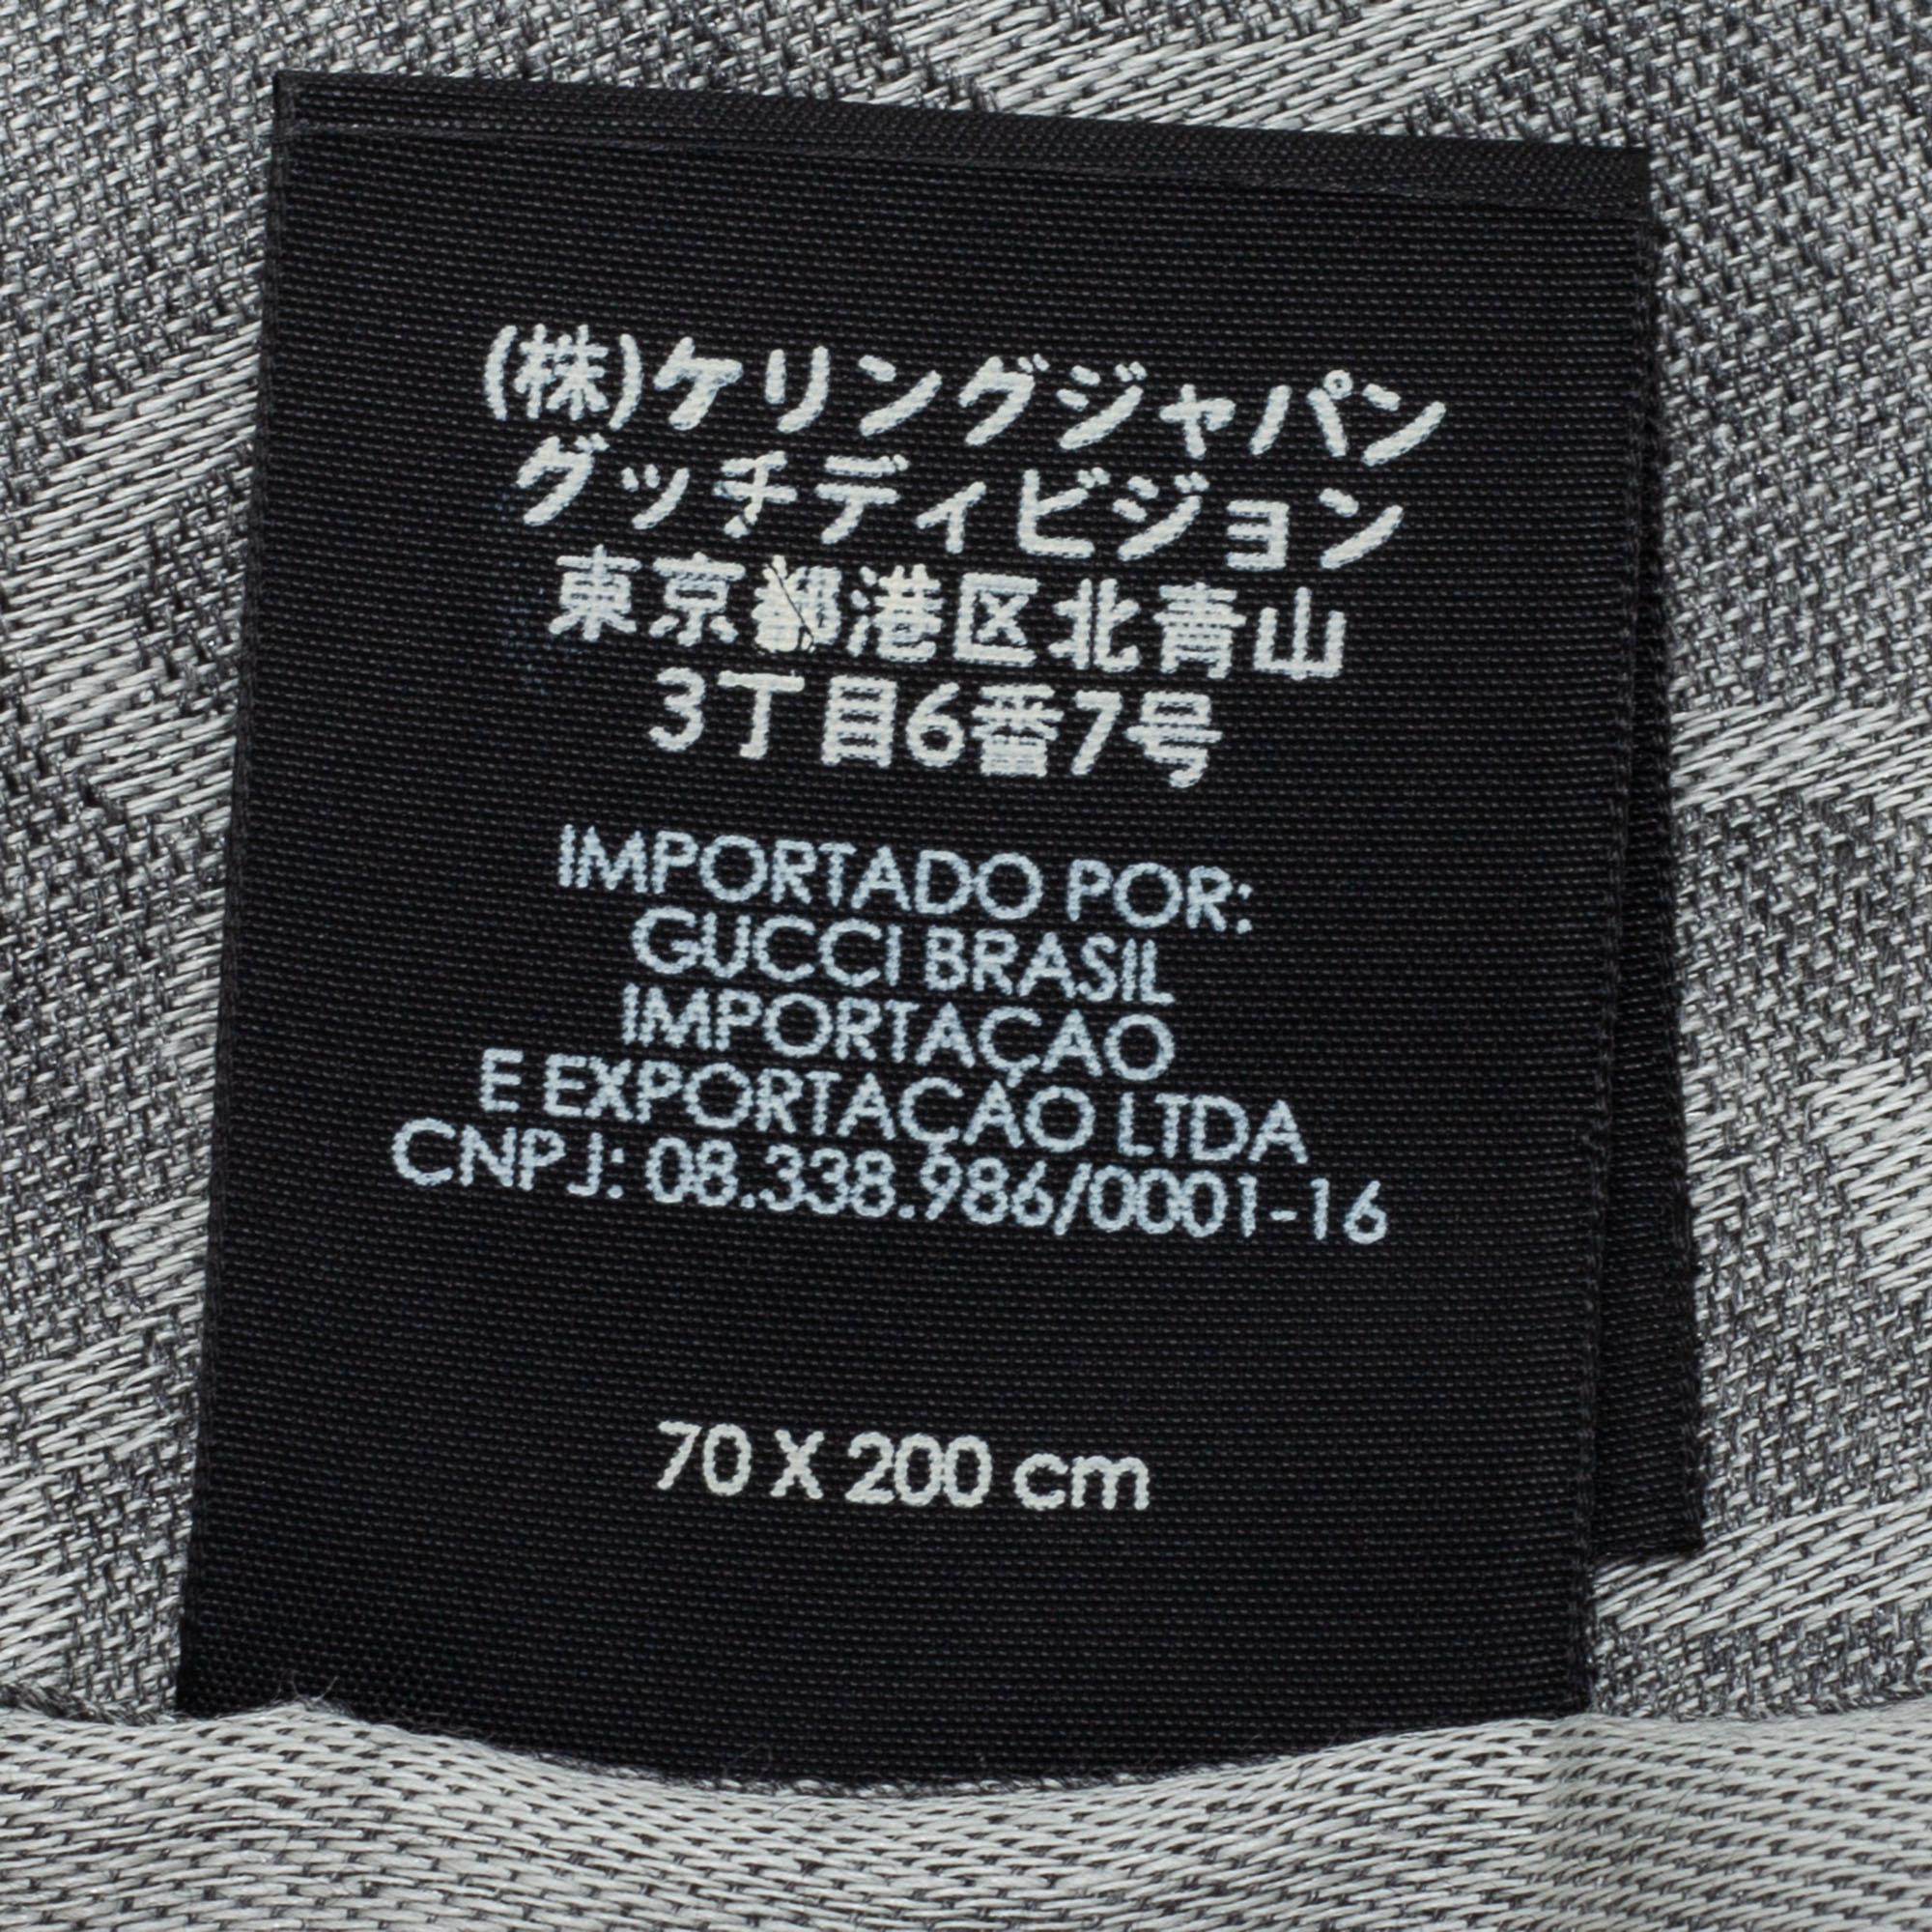 (株)ケリングジャパン
グッチディビジョン
東京都港区北青山
3丁目6番7号
IMPORTADO POR:
GUCCI BRASIL
IMPORTAÇAO
E EXPORTAÇÃO LTDA
CNPJ: 08.338.986/0001-16
70 X 200 cm